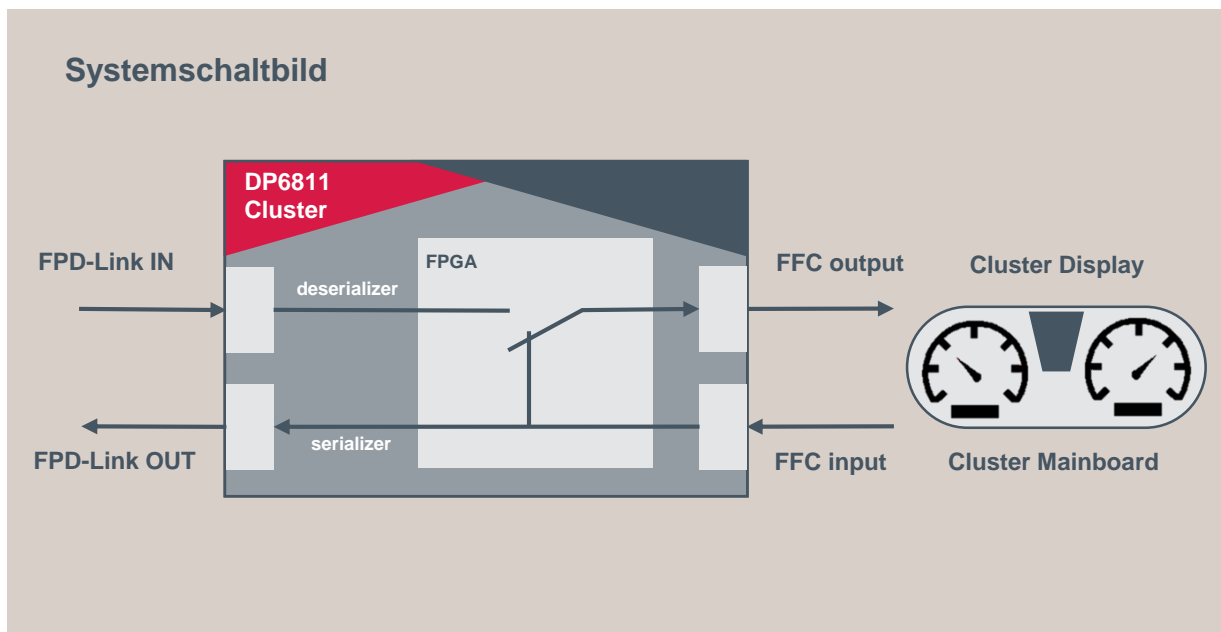 Systemschaltbild
DP6811
Cluster
FPD-Link IN
deserializer
FPGA
FFC output
Cluster Display
FPD-Link OUT
serializer
FFC input
Cluster Mainboard